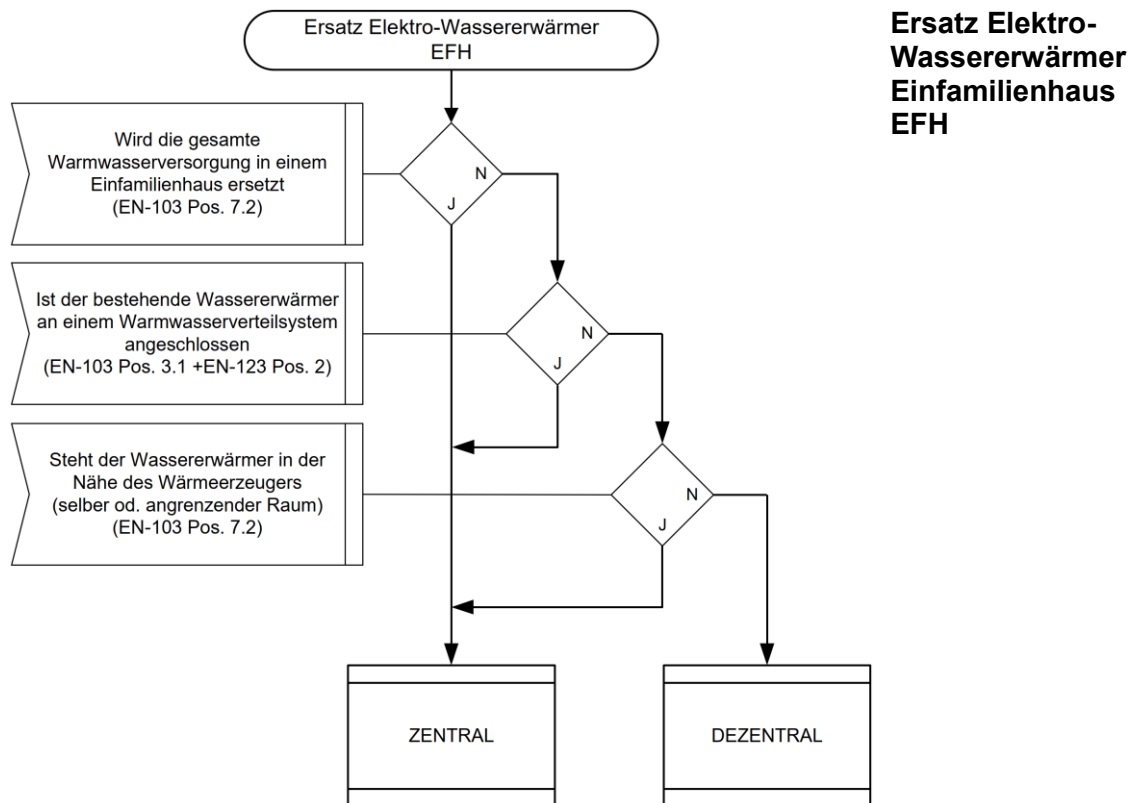 Ersatz Elektro-Wassererwärmer
EFH
Ersatz Elektro-
Wassererwärmer
Einfamilienhaus
EFH
Wird die gesamte
Warmwasserversorgung in einem
Einfamilienhaus ersetzt
(EN-103 Pos. 7.2)
N
J
Ist der bestehende Wassererwärmer
an einem Warmwasserverteilsystem
angeschlossen
(EN-103 Pos. 3.1 +EN-123 Pos. 2)
N
J
Steht der Wassererwärmer in der
Nähe des Wärmeerzeugers
(selber od. angrenzender Raum)
(EN-103 Pos. 7.2)
N
J
ZENTRAL
DEZENTRAL